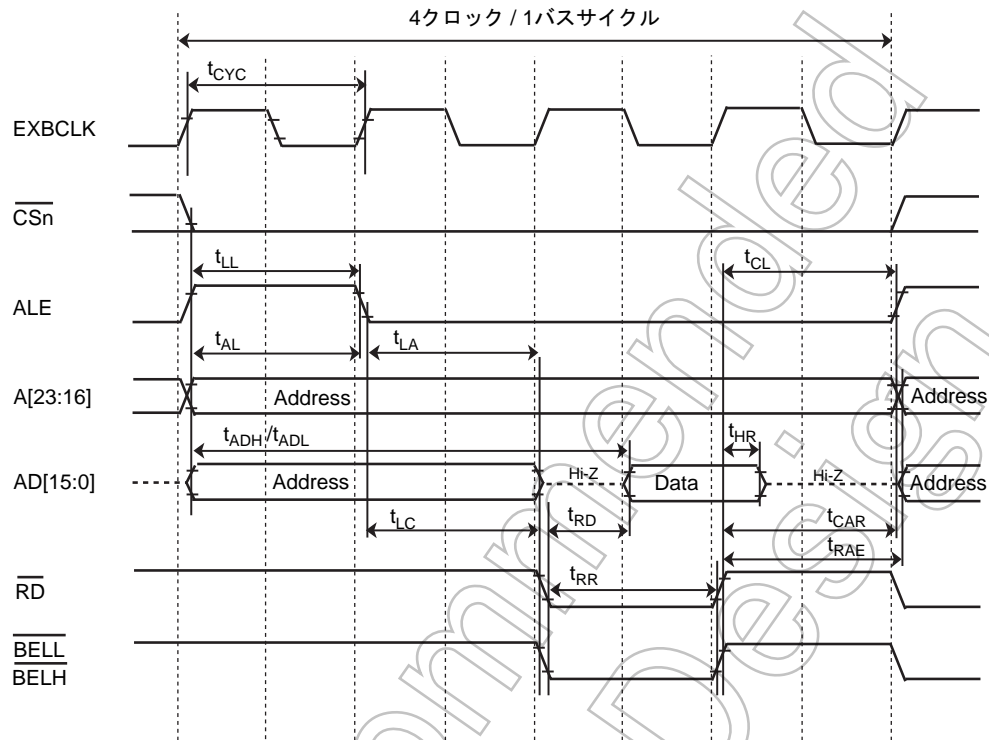 4クロック / 1バスサイクル
tCYC
EXBCLK
CSn
tLL
tCL
ALE
tAL
tLA
A[23:16]
Address
Address
tADH /tADL
tHR
AD[15:0]
Address
Hi-Z
Data
Hi-Z
Address
tLC
tRD
tCAR
tRAE
tRR
RD
BELL
BELH